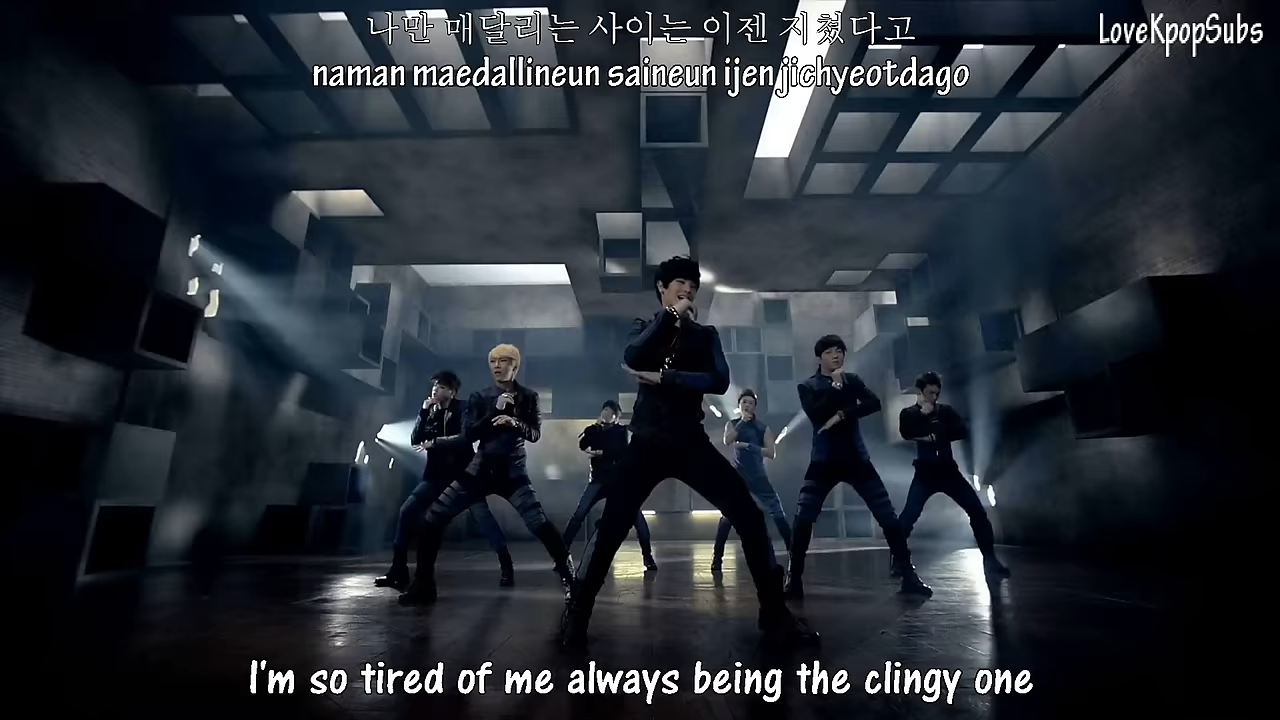 나만 매달리는 사이는 이젠 지쳤다고
LoveKpopSubs
naman maedallineun saineun ijen jichyeotdago
I'm so tired of me always being the clingy one